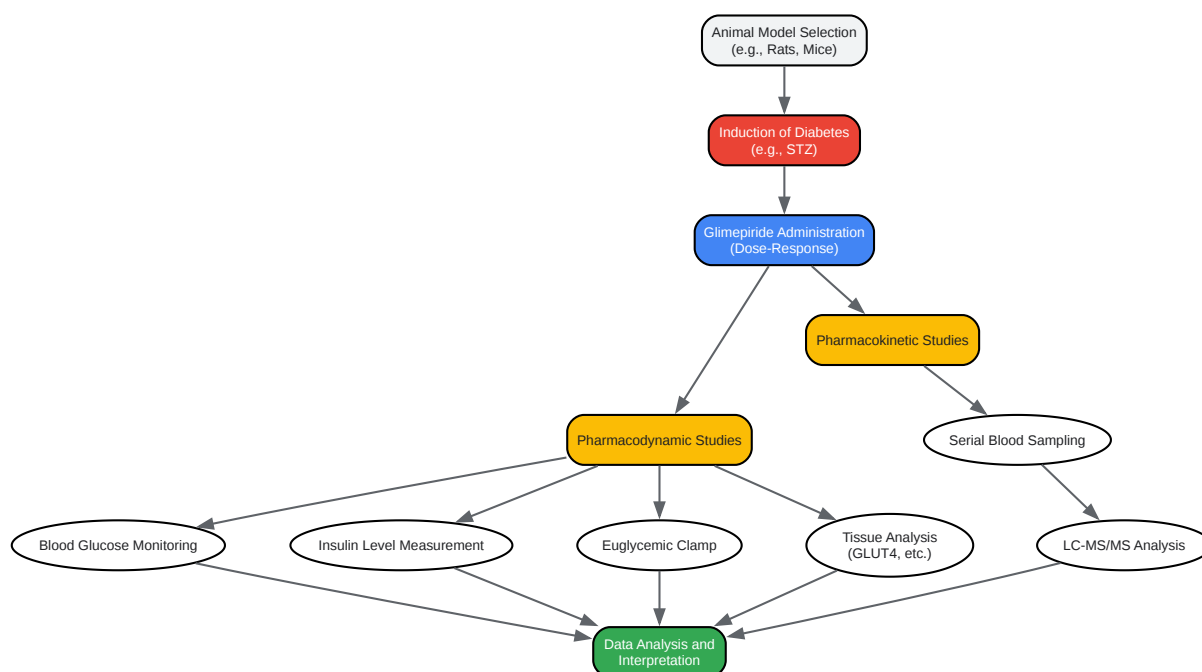 Animal Model Selection
(e.g., Rats, Mice)
Induction of Diabetes
(e.g., STZ)
Glimepiride Administration
(Dose-Response)
Pharmacokinetic Studies
Pharmacodynamic Studies
Serial Blood Sampling
Blood Glucose Monitoring
Insulin Level Measurement
Euglycemic Clamp
Tissue Analysis
(GLUT4, etc.)
LC-MS/MS Analysis
Data Analysis and
Interpretation